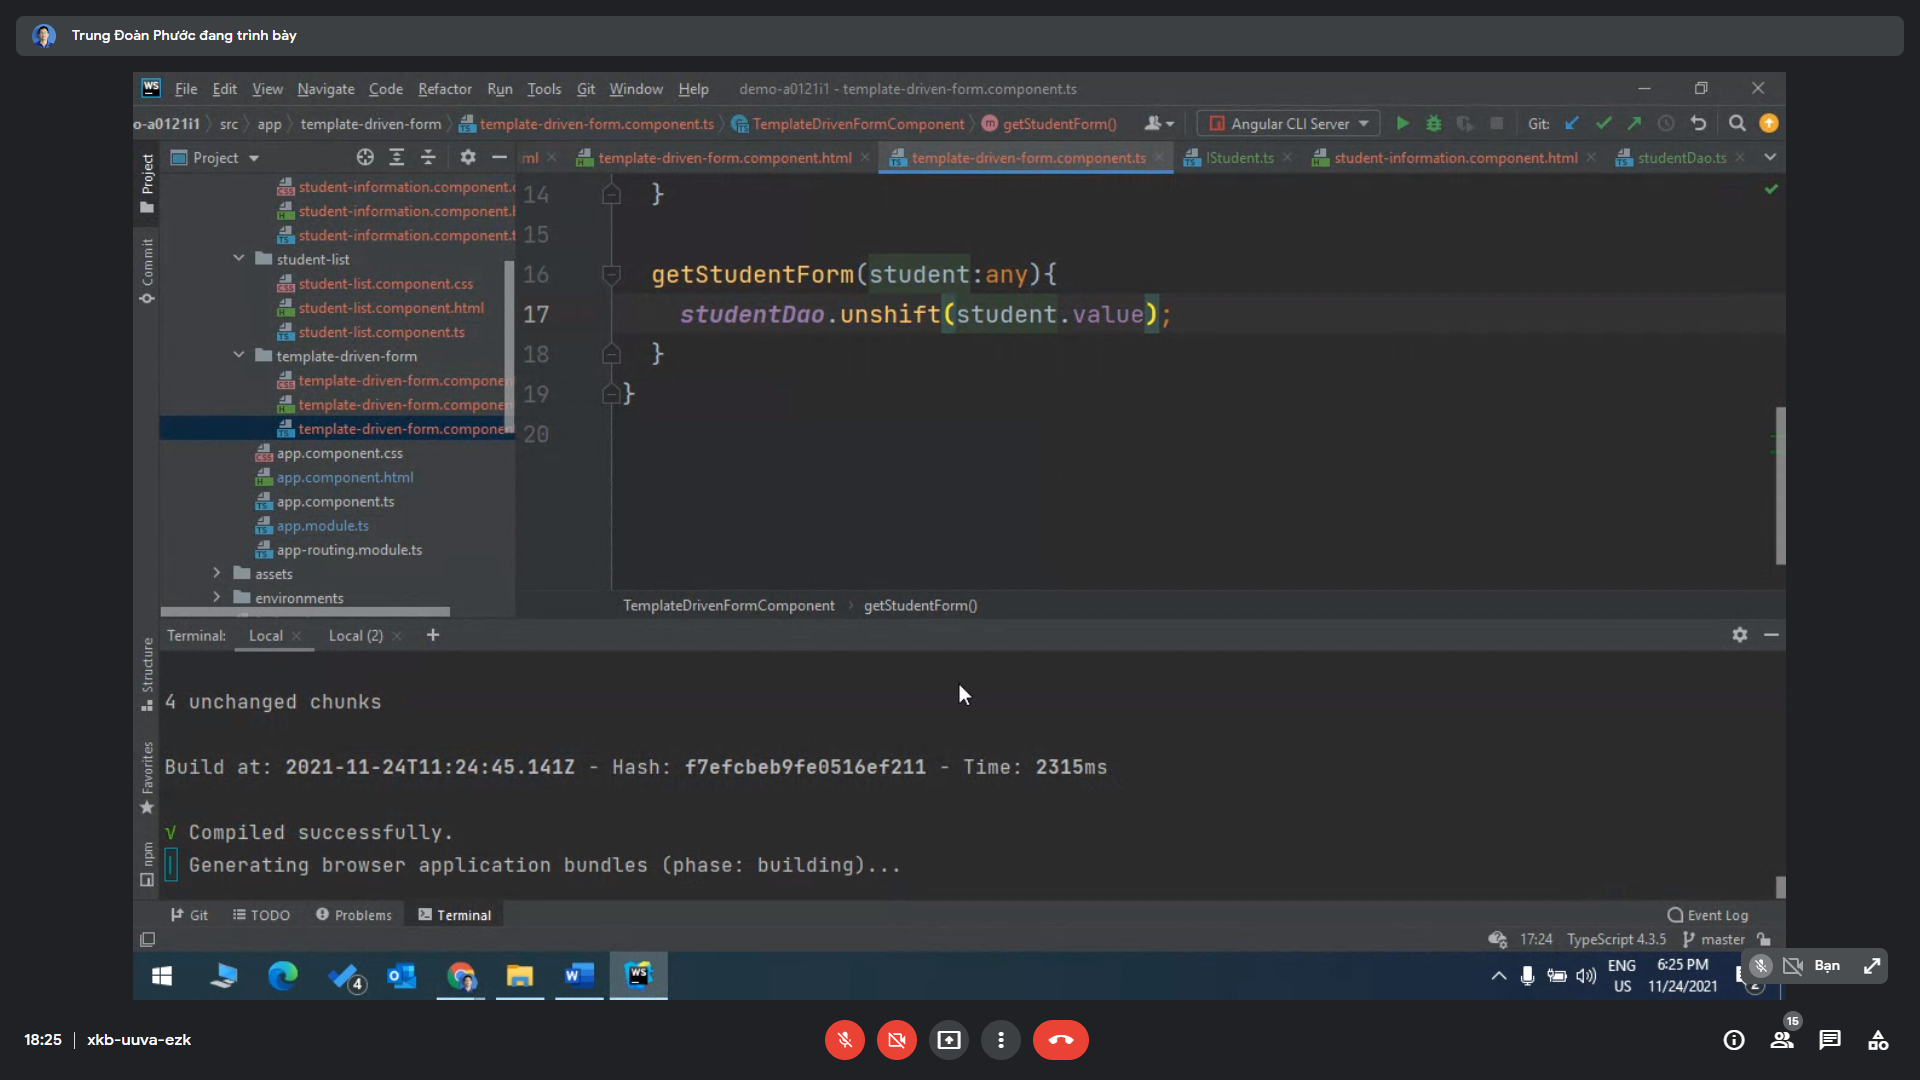 Trung Đoàn Phước đang trình bày
WS File Edit View Navigate Code Refactor Run Tools Git Window Help demo-a0121i1 - template-driven-form.component.ts
o-a0121i1 src app template-driven-form template-driven-form.component.ts TemplateDrivenFormComponent getStudentForm() Angular CLI Server Git:
Project ml template-driven-form.component.html template-driven-form.component.ts IStudent.ts student-information.component.html studentDao.ts
Project
Commit
Structure
Favorites
npm
student-information.component.c
student-information.component.h
student-information.component.t
student-list
student-list.component.css
student-list.component.html
student-list.component.ts
template-driven-form
template-driven-form.componen
template-driven-form.componen
template-driven-form.componen
app.component.css
app.component.html
app.component.ts
app.module.ts
app-routing.module.ts
assets
environments
14 }
15
16 getStudentForm(student:any){
17 studentDao.unshift(student.value);
18 }
19 }
20
TemplateDrivenFormComponent getStudentForm()
Terminal: Local Local (2)
4 unchanged chunks
Build at: 2021-11-24T11:24:45.141Z - Hash: f7efcbeb9fe0516ef211 - Time: 2315ms
√ Compiled successfully.
| Generating browser application bundles (phase: building)...
Git TODO Problems Terminal Event Log
17:24 TypeScript 4.3.5 master
4 WS ENG US 6:25 PM 11/24/2021 2
Bạn
18:25 | xkb-uuva-ezk
15